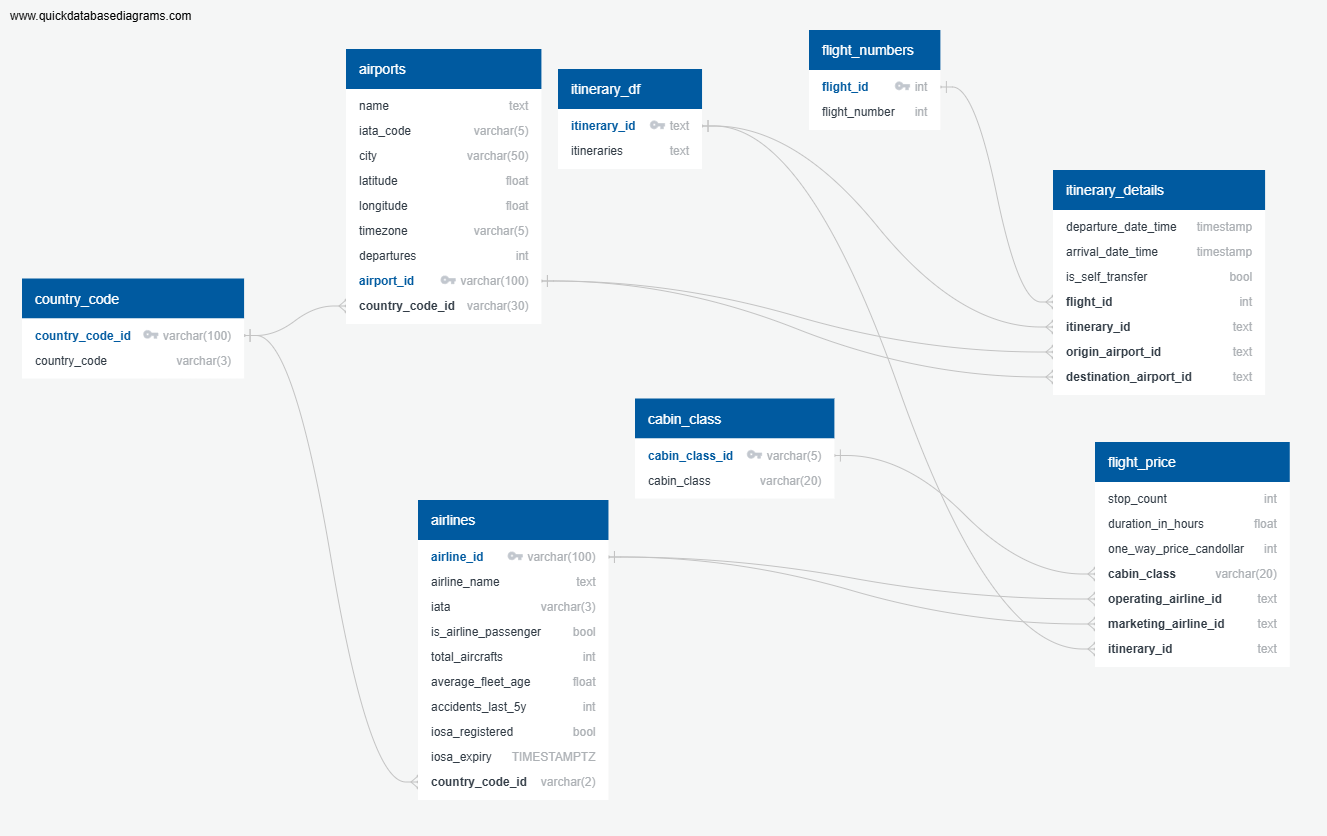 www.quickdatabasediagrams.com
airports
name text
iata_code varchar(5)
city varchar(50)
latitude float
longitude float
timezone varchar(5)
departures int
airport_id varchar(100)
country_code_id varchar(30)
itinerary_df
itinerary_id text
itineraries text
flight_numbers
flight_id int
flight_number int
itinerary_details
departure_date_time timestamp
arrival_date_time timestamp
is_self_transfer bool
flight_id int
itinerary_id text
origin_airport_id text
destination_airport_id text
country_code
country_code_id varchar(100)
country_code varchar(3)
cabin_class
cabin_class_id varchar(5)
cabin_class varchar(20)
flight_price
stop_count int
duration_in_hours float
one_way_price_candollar int
cabin_class varchar(20)
operating_airline_id text
marketing_airline_id text
itinerary_id text
airlines
airline_id varchar(100)
airline_name text
iata varchar(3)
is_airline_passenger bool
total_aircrafts int
average_fleet_age float
accidents_last_5y int
iosa_registered bool
iosa_expiry TIMESTAMPTZ
country_code_id varchar(2)